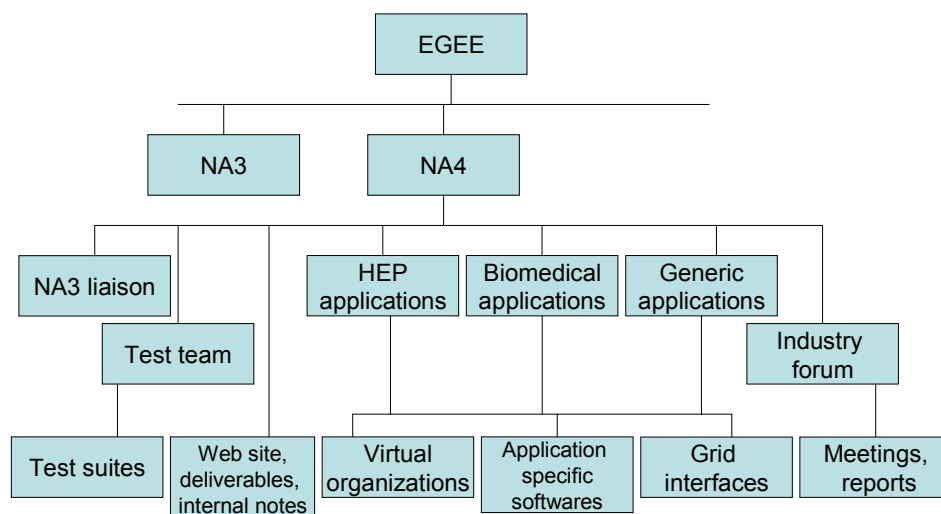 EGEE
NA3
NA4
NA3 liaison
HEP
applications
Biomedical
applications
Generic
applications
Test team
Industry
forum
Test suites
Web site,
deliverables,
internal notes
Virtual
organizations
Application
specific
softwares
Grid
interfaces
Meetings,
reports